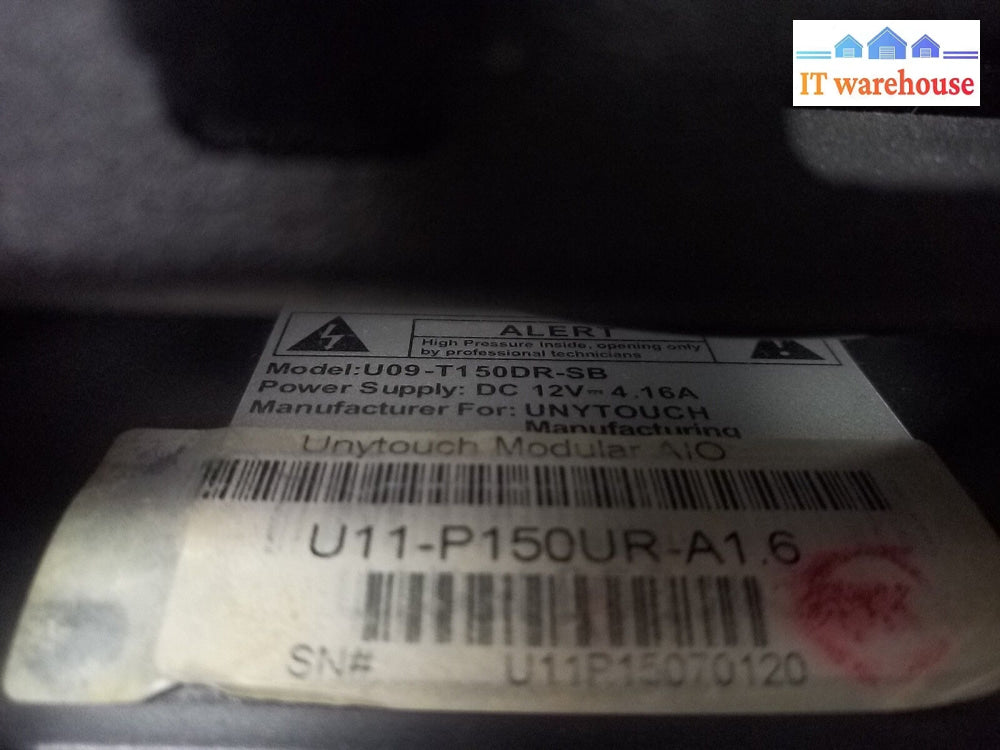 IT warehouse
ALERT
High Pressure inside, opening only
by professional technicians
Model:U09-T150DR-SB
Power Supply: DC 12V⎓4.16A
Manufacturer For: UNYTOUCH
Manufacturing
Unytouch Modular AIO
U11-P150UR-A1.6
SN# U11P15070120